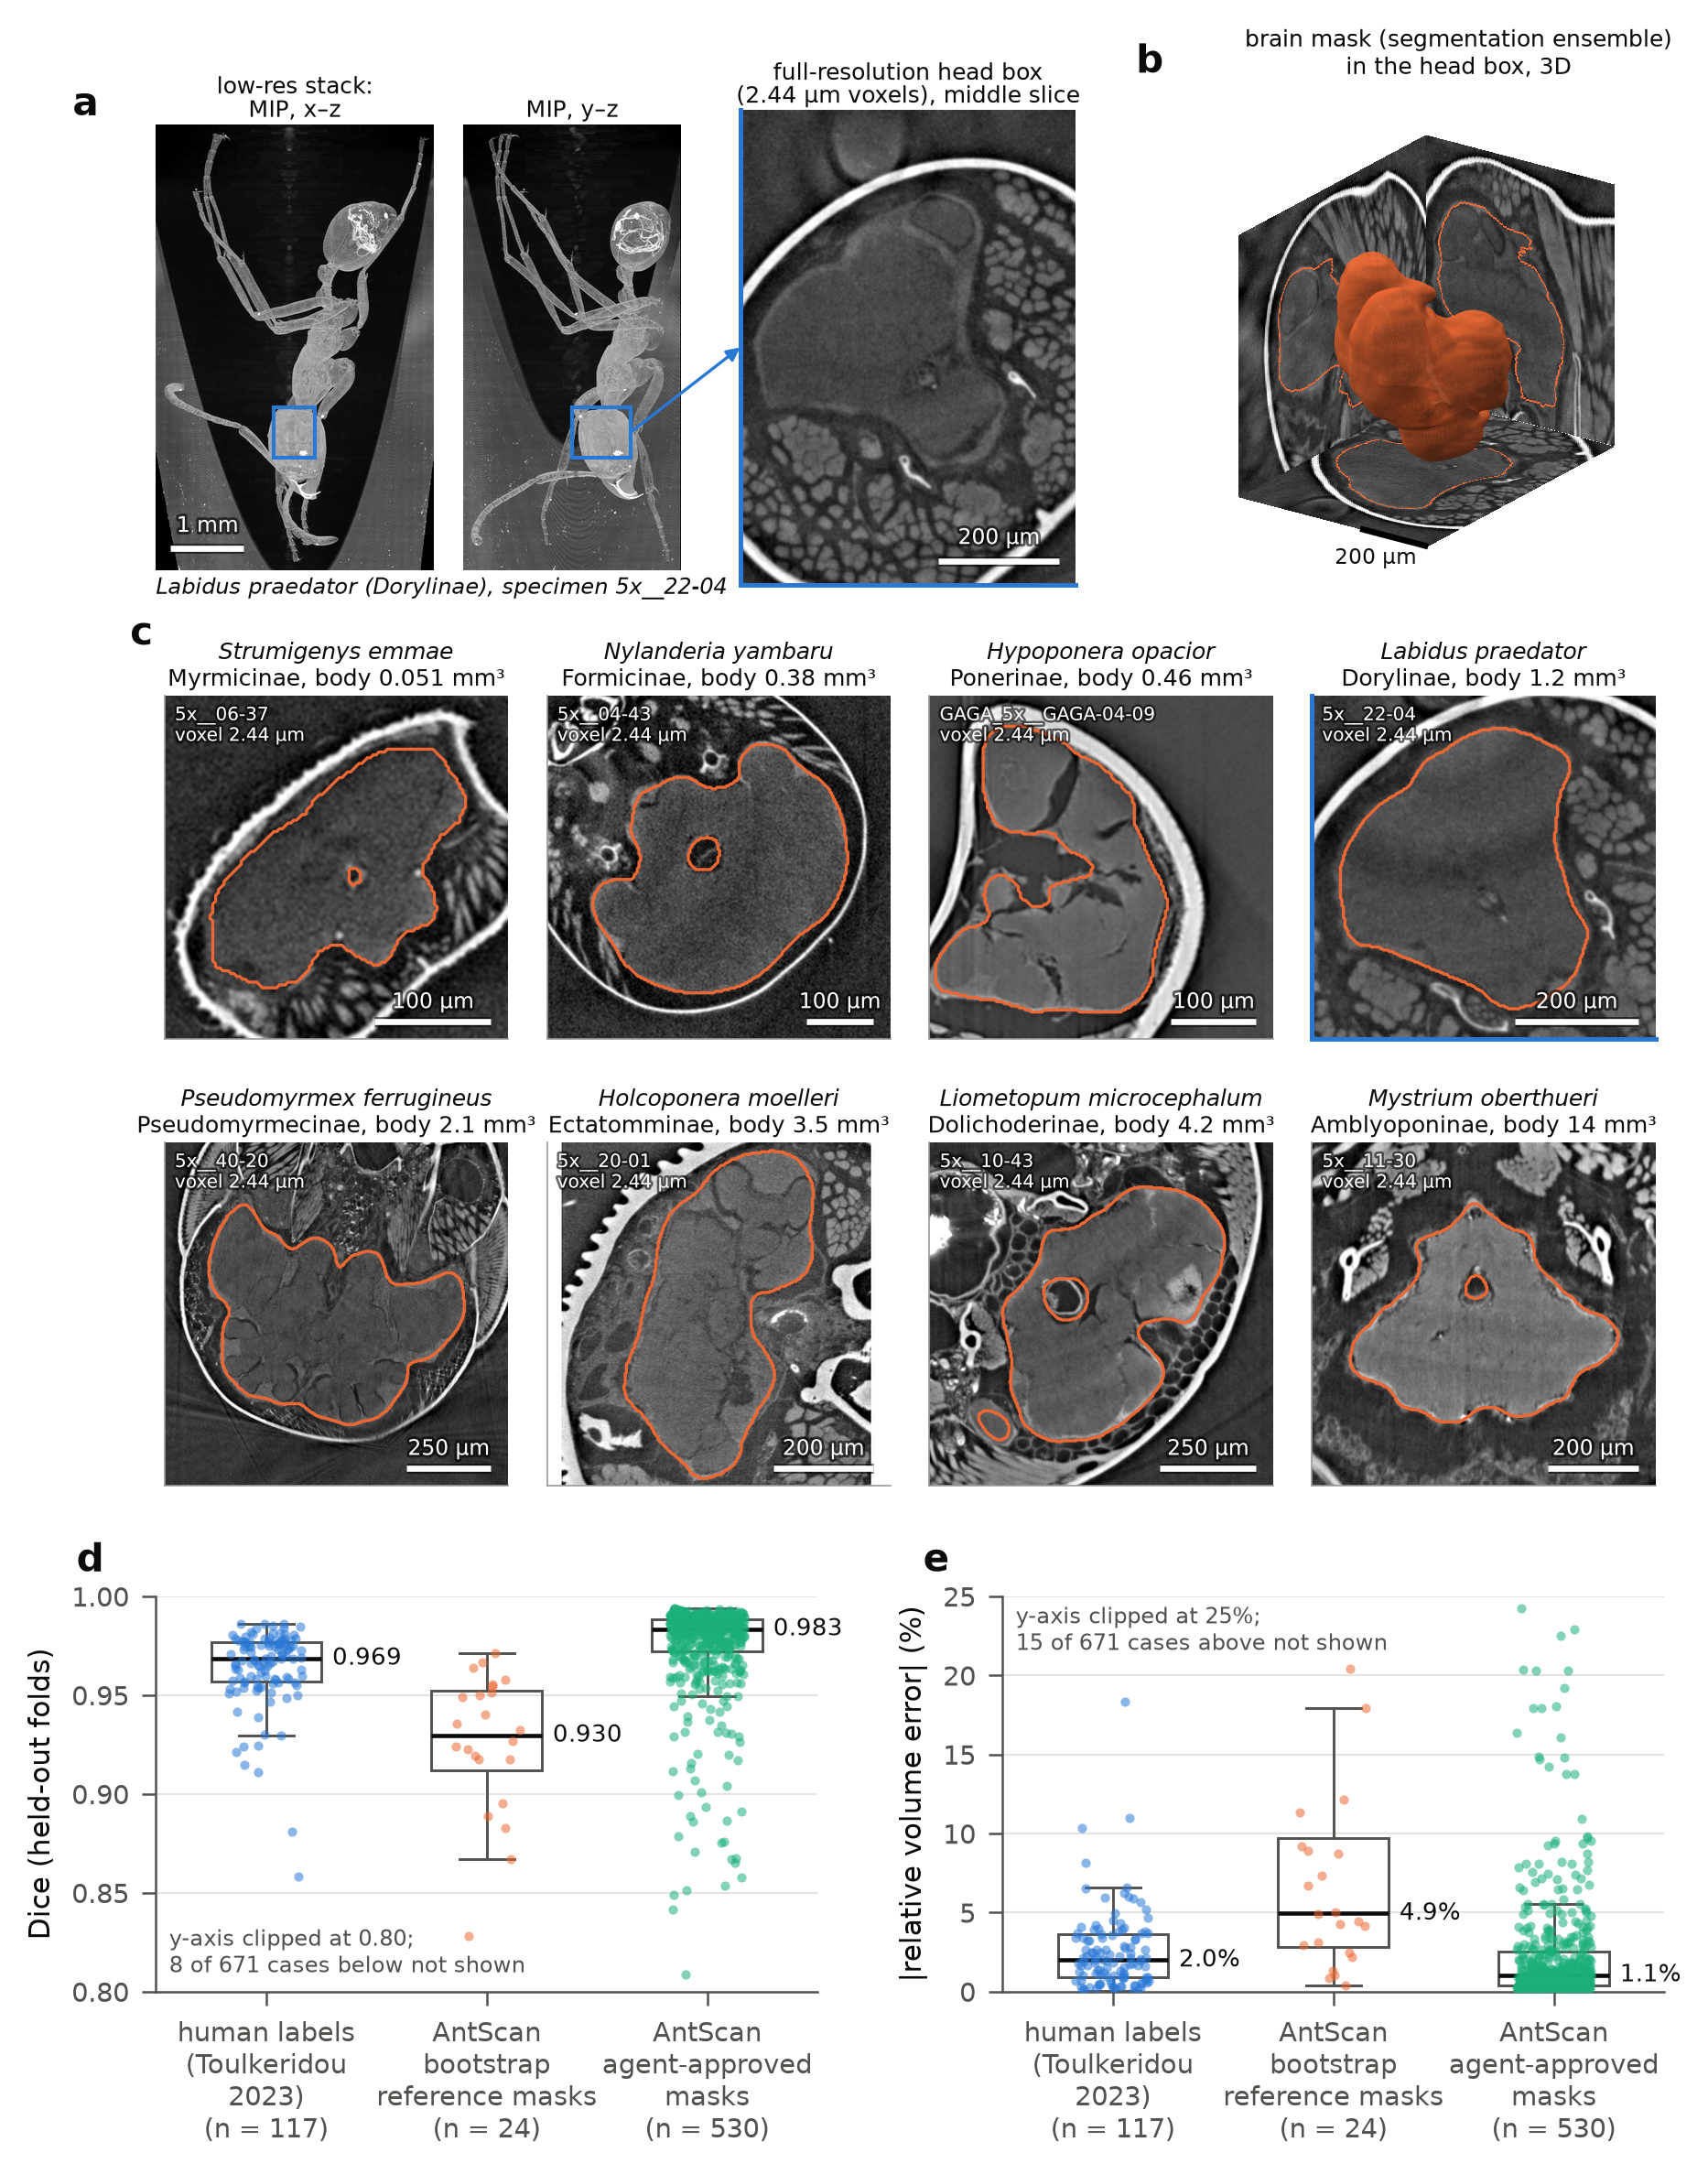 a
low-res stack:
MIP, x–z
MIP, y–z
full-resolution head box
(2.44 µm voxels), middle slice
1 mm
200 µm
Labidus praedator (Dorylinae), specimen 5x__22-04
b
brain mask (segmentation ensemble)
in the head box, 3D
200 µm
c
Strumigenys emmae
Myrmicinae, body 0.051 mm³
5x__06-37
voxel 2.44 µm
100 µm
Nylanderia yambaru
Formicinae, body 0.38 mm³
5x__04-43
voxel 2.44 µm
100 µm
Hypoponera opacior
Ponerinae, body 0.46 mm³
GAGA_5x__GAGA-04-09
voxel 2.44 µm
100 µm
Labidus praedator
Dorylinae, body 1.2 mm³
5x__22-04
voxel 2.44 µm
200 µm
Pseudomyrmex ferrugineus
Pseudomyrmecinae, body 2.1 mm³
5x__40-20
voxel 2.44 µm
250 µm
Holcoponera moelleri
Ectatomminae, body 3.5 mm³
5x__20-01
voxel 2.44 µm
200 µm
Liometopum microcephalum
Dolichoderinae, body 4.2 mm³
5x__10-43
voxel 2.44 µm
250 µm
Mystrium oberthueri
Amblyoponinae, body 14 mm³
5x__11-30
voxel 2.44 µm
200 µm
d
Dice (held-out folds)
1.00
0.95
0.90
0.85
0.80
0.969
0.930
0.983
y-axis clipped at 0.80;
8 of 671 cases below not shown
human labels
(Toulkeridou
2023)
(n = 117)
AntScan
bootstrap
reference masks
(n = 24)
AntScan
agent-approved
masks
(n = 530)
e
|relative volume error| (%)
25
20
15
10
5
0
y-axis clipped at 25%;
15 of 671 cases above not shown
2.0%
4.9%
1.1%
human labels
(Toulkeridou
2023)
(n = 117)
AntScan
bootstrap
reference masks
(n = 24)
AntScan
agent-approved
masks
(n = 530)